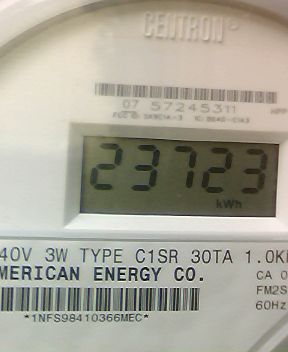 CENTRON®
07 57245311
23723
kWh
40V 3W TYPE C1SR 30TA 1.0K
MERICAN ENERGY CO.
CA 0
FM2S
60Hz
*1NFS98410366MEC*